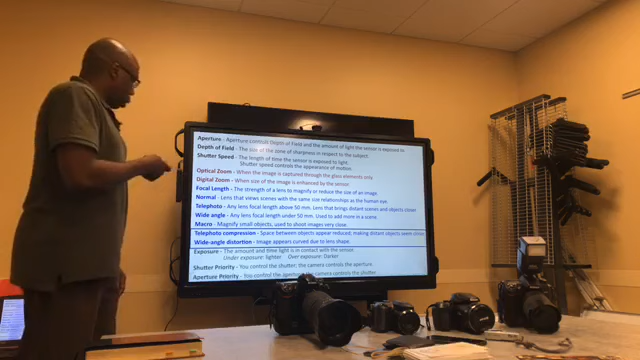 Aperture - Aperture controls Depth of Field and the amount of light the sensor is exposed to
Depth of Field - The size of the zone of sharpness in respect to the subject.
Shutter Speed - The length of time the sensor is exposed to light.
Shutter speed controls the appearance of motion.
Optical Zoom - When the image is captured through the glass elements only.
Digital Zoom - When size of the image is enhanced by the sensor.
Focal Length - The strength of a lens to magnify or reduce the size of an image.
Normal - Lens that views scenes with the same size relationships as the human eye.
Telephoto - Any lens focal length above 50 mm. Lens that brings distant scenes and objects closer
Wide angle - Any lens focal length under 50 mm. Used to add more in a scene.
Macro - Magnify small objects, used to shoot images very close.
Telephoto compression - Space between objects appear reduced; making distant objects seem closer
Wide-angle distortion - Image appears curved due to lens shape.
Exposure - The amount and time light is in contact with the sensor.
Under exposure: lighter Over exposure: Darker
Shutter Priority - You control the shutter: the camera controls the aperture.
Aperture Priority - You control the aperture: the camera controls the shutter.